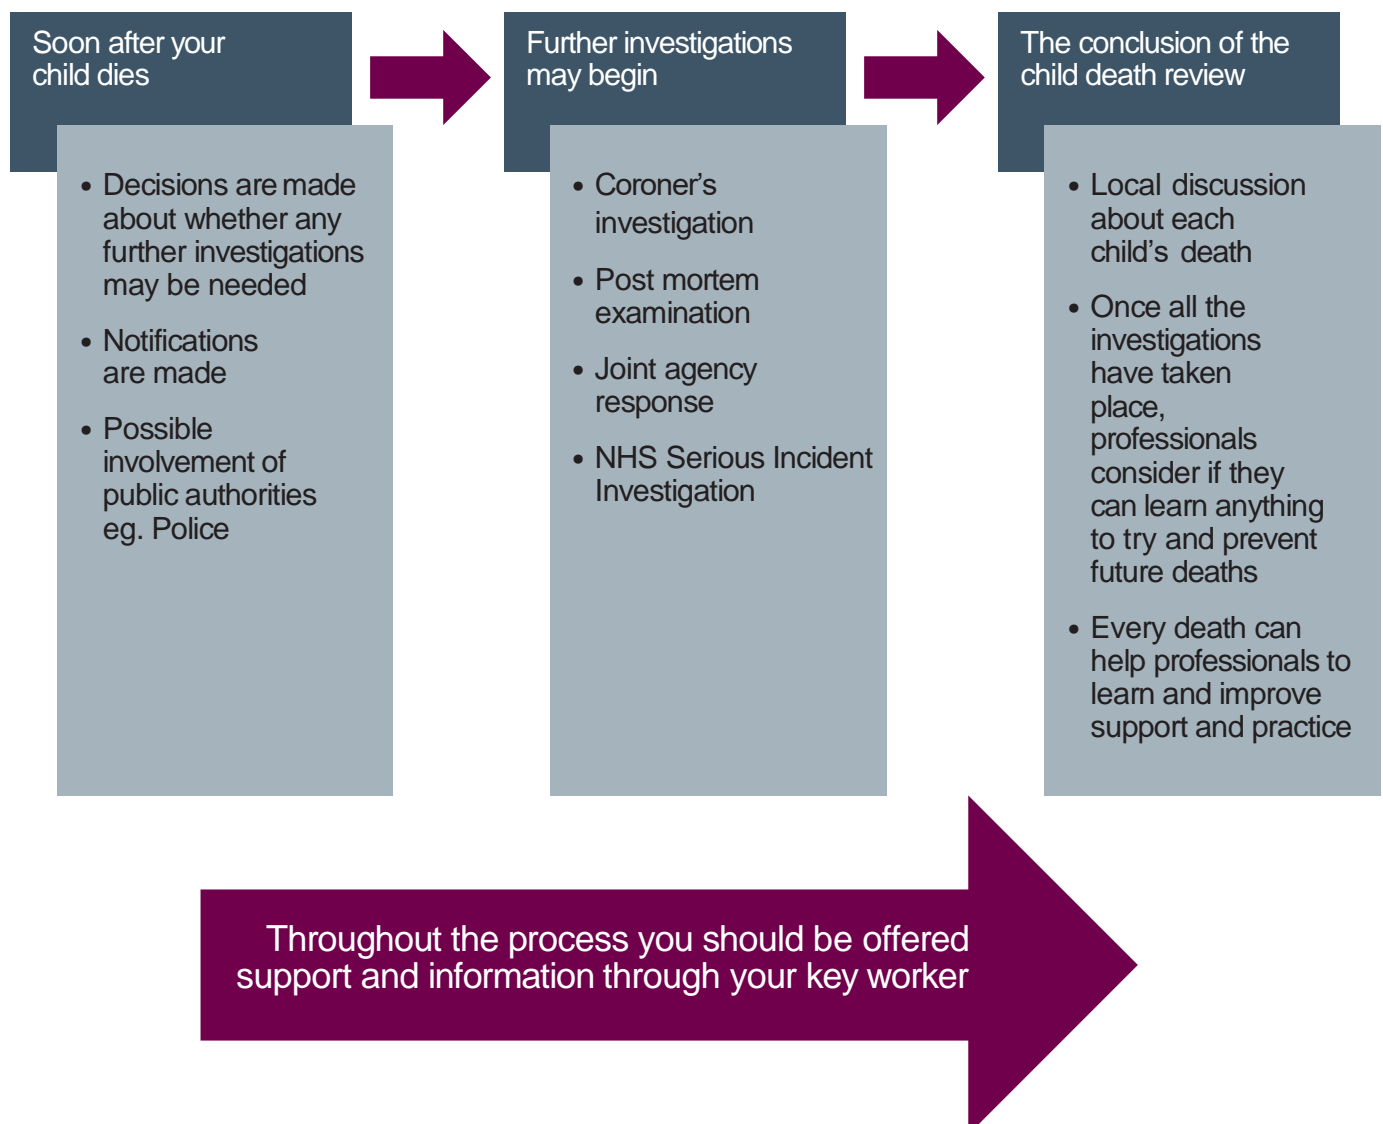 Soon after your
child dies
• Decisions are made
about whether any
further investigations
may be needed
• Notifications
are made
• Possible
involvement of
public authorities
eg. Police
Further investigations
may begin
• Coroner’s
investigation
• Post mortem
examination
• Joint agency
response
• NHS Serious Incident
Investigation
The conclusion of the
child death review
• Local discussion
about each
child’s death
• Once all the
investigations
have taken
place,
professionals
consider if they
can learn anything
to try and prevent
future deaths
• Every death can
help professionals to
learn and improve
support and practice
Throughout the process you should be offered
support and information through your key worker